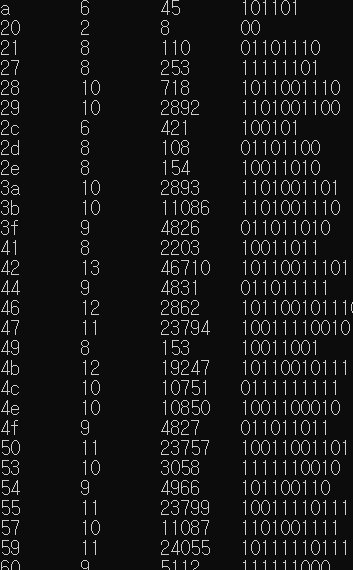 a 6 45 101101
20 2 8 00
21 8 110 01101110
27 8 253 11111101
28 10 718 1011001110
29 10 2892 1101001100
2c 6 421 100101
2d 8 108 01101100
2e 8 154 10011010
3a 10 2893 1101001101
3b 10 11086 1101001110
3f 9 4826 011011010
41 8 2203 10011011
42 13 46710 10110011101
44 9 4831 011011111
46 12 2862 101100101110
47 11 23794 10011110010
49 8 153 10011001
4b 12 19247 10110010111
4c 10 10751 0111111111
4e 10 10850 1001100010
4f 9 4827 011011011
50 11 23757 10011001101
53 10 3058 1111110010
54 9 4966 101100110
55 11 23799 10011110111
57 10 11087 1101001111
59 11 24055 10111110111
60 9 5112 111111000